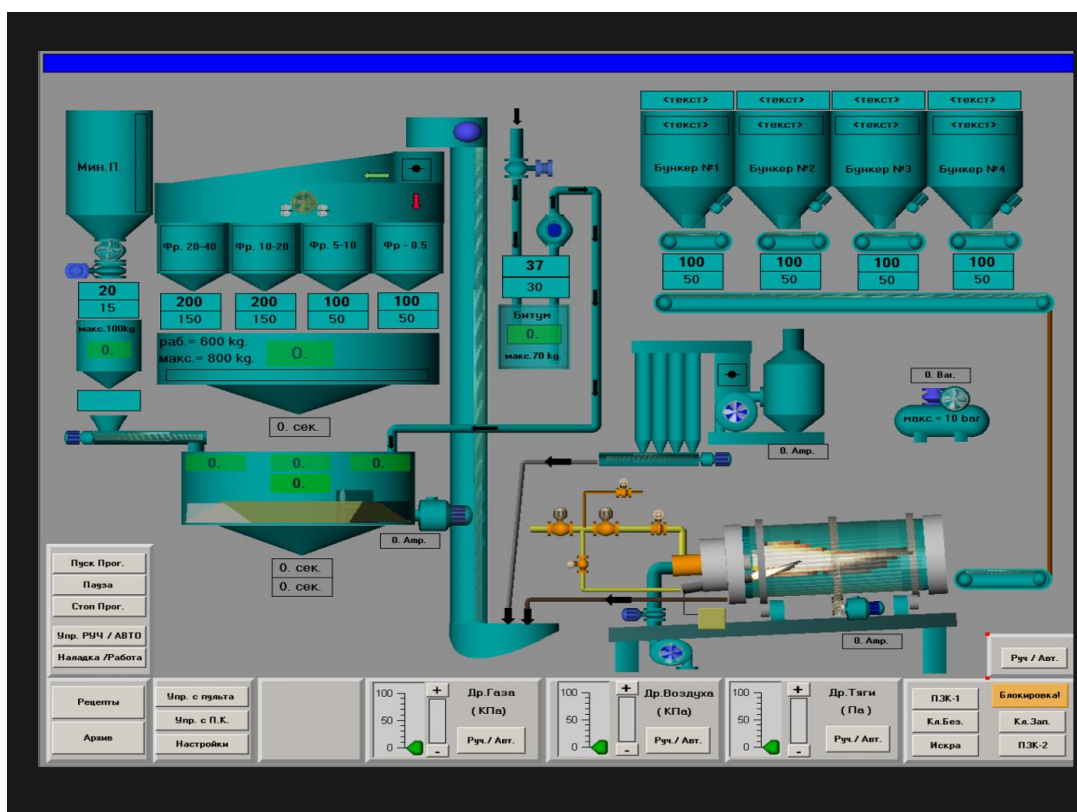 <текст> <текст> <текст> <текст>
<текст> <текст> <текст> <текст>
Мин.П.
Бункер №1 Бункер №2 Бункер №3 Бункер №4
Фр. 20-40 Фр. 10-20 Фр. 5-10 Фр - 0.5
20
15
200 200 100 100
150 150 50 50
37
30
100 100 100 100
50 50 50 50
макс.100kg.
0.
раб.= 600 kg.
макс.= 800 kg.
0.
Битум
0.
макс.70 kg.
0. Bar.
макс.= 10 bar
0. сек.
0. Amp.
0. 0. 0.
0.
0. Amp.
0. сек.
0. сек.
0. Amp.
Пуск Прог.
Пауза
Стоп Прог.
Упр. РУЧ / АВТО
Наладка /Работа
Руч / Авт.
Рецепты
Архив
Упр. с пульта
Упр. с П.К.
Настройки
100
50
0
+
-
Др.Газа
( КПа)
Руч./ Авт.
100
50
0
+
-
Др.Воздуха
( КПа)
Руч./ Авт.
100
50
0
+
-
Др.Тяги
( Па )
Руч./ Авт.
ПЗК-1 Блокировка!
Кл.Без. Кл.Зап.
Искра ПЗК-2